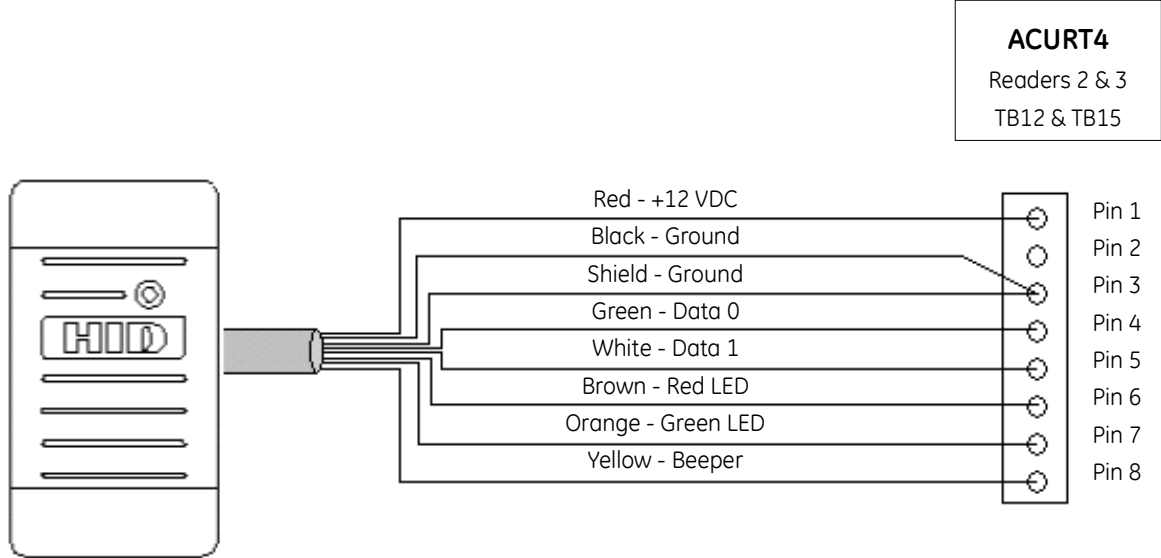 ACURT4
Readers 2 & 3
TB12 & TB15
Red - +12 VDC
Pin 1
Black - Ground
Pin 2
Shield - Ground
Pin 3
Green - Data 0
Pin 4
HID
White - Data 1
Pin 5
Brown - Red LED
Pin 6
Orange - Green LED
Pin 7
Yellow - Beeper
Pin 8